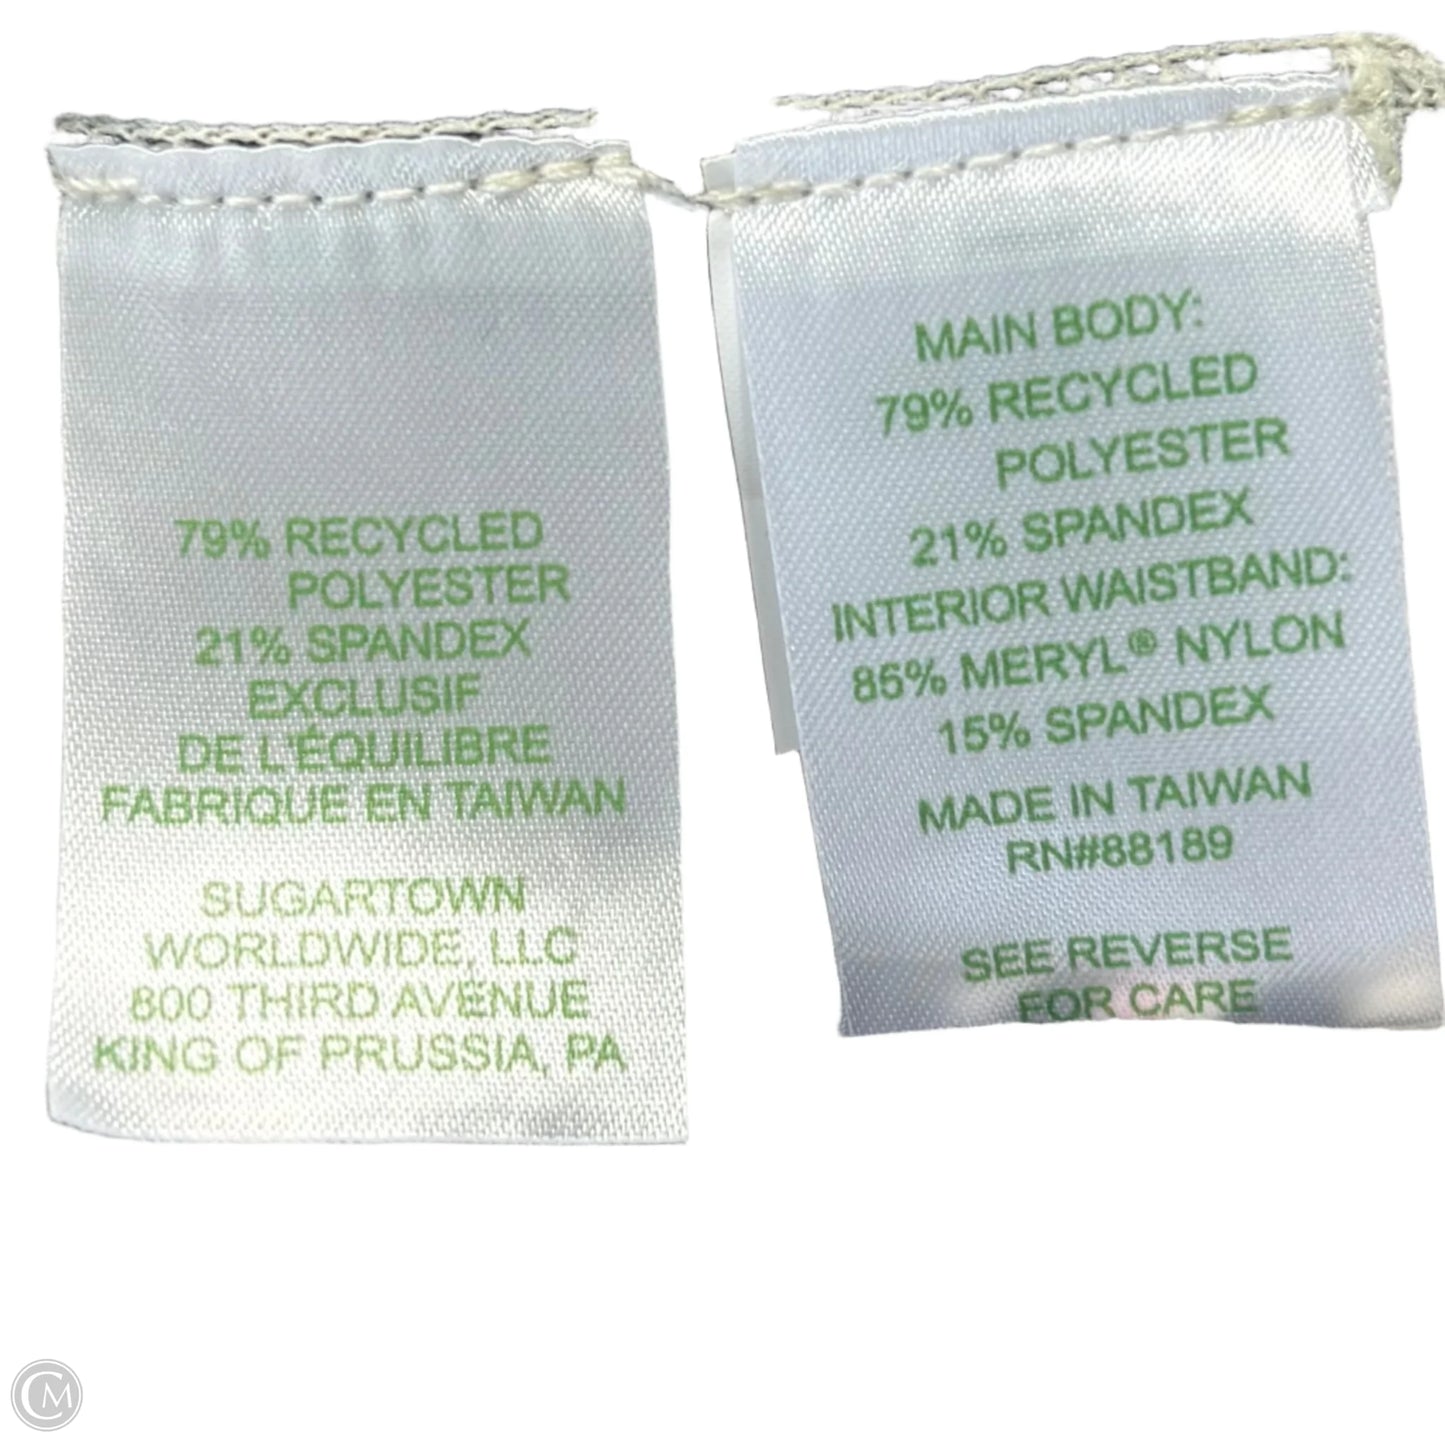 79% RECYCLED
POLYESTER
21% SPANDEX
EXCLUSIF
DE L'ÉQUILIBRE
FABRIQUE EN TAIWAN
SUGARTOWN
WORLDWIDE, LLC
800 THIRD AVENUE
KING OF PRUSSIA, PA
MAIN BODY:
79% RECYCLED
POLYESTER
21% SPANDEX
INTERIOR WAISTBAND:
85% MERYL® NYLON
15% SPANDEX
MADE IN TAIWAN
RN#88189
SEE REVERSE
FOR CARE
CM